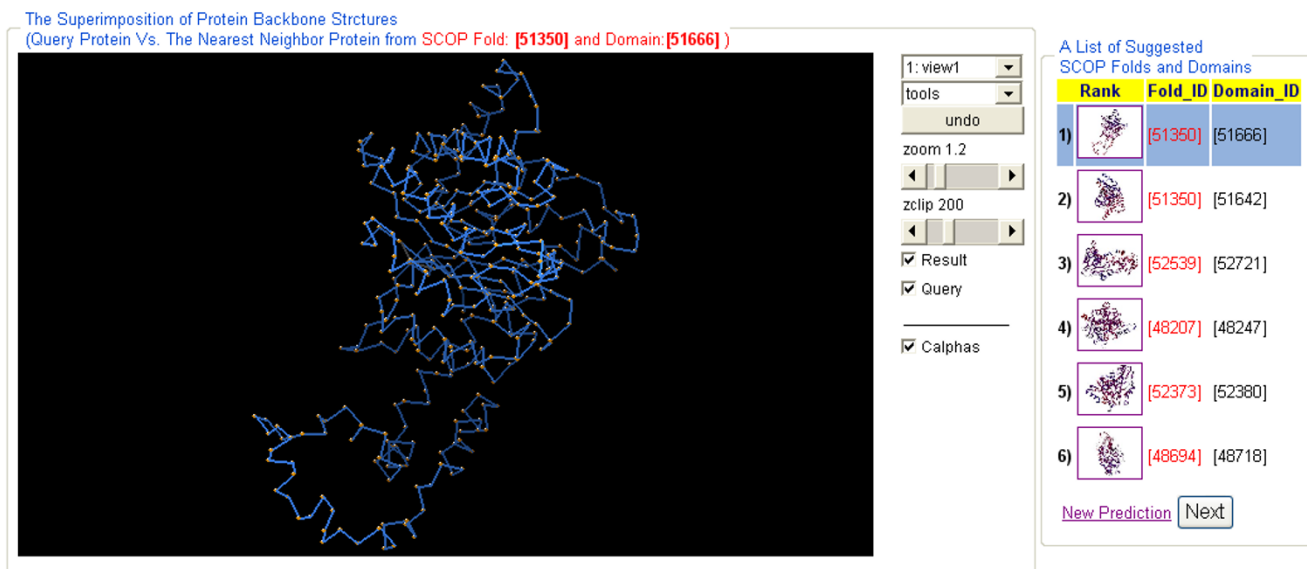 The Superimposition of Protein Backbone Strctures
(Query Protein Vs. The Nearest Neighbor Protein from SCOP Fold: [51350] and Domain:[51666] )
1: view1
tools
undo
zoom 1.2
zclip 200
Result
Query
Calphas
A List of Suggested
SCOP Folds and Domains
Rank Fold_ID Domain_ID
1) [51350] [51666]
2) [51350] [51642]
3) [52539] [52721]
4) [48207] [48247]
5) [52373] [52380]
6) [48694] [48718]
New Prediction Next